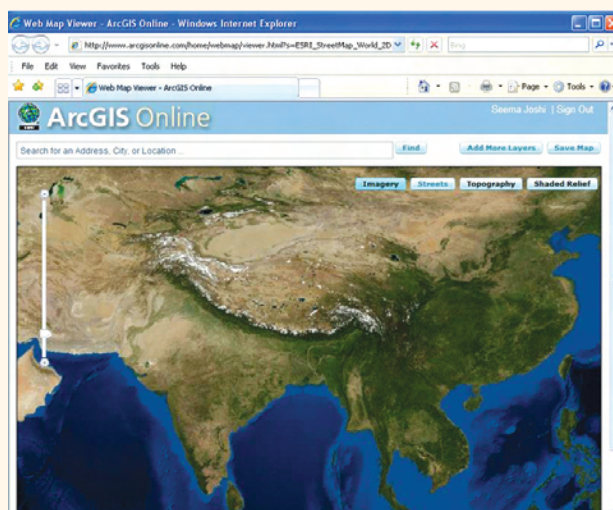 Web Map Viewer - ArcGIS Online - Windows Internet Explorer
http://www.arcgisonline.com/home/webmap/viewer.html?s=ESRI_StreetMap_World_2D
Bing
File Edit View Favorites Tools Help
Web Map Viewer - ArcGIS Online
Page Tools
ArcGIS Online
Seema Joshi | Sign Out
Search for an Address, City, or Location ..
Find Add More Layers Save Map
Imagery Streets Topography Shaded Relief